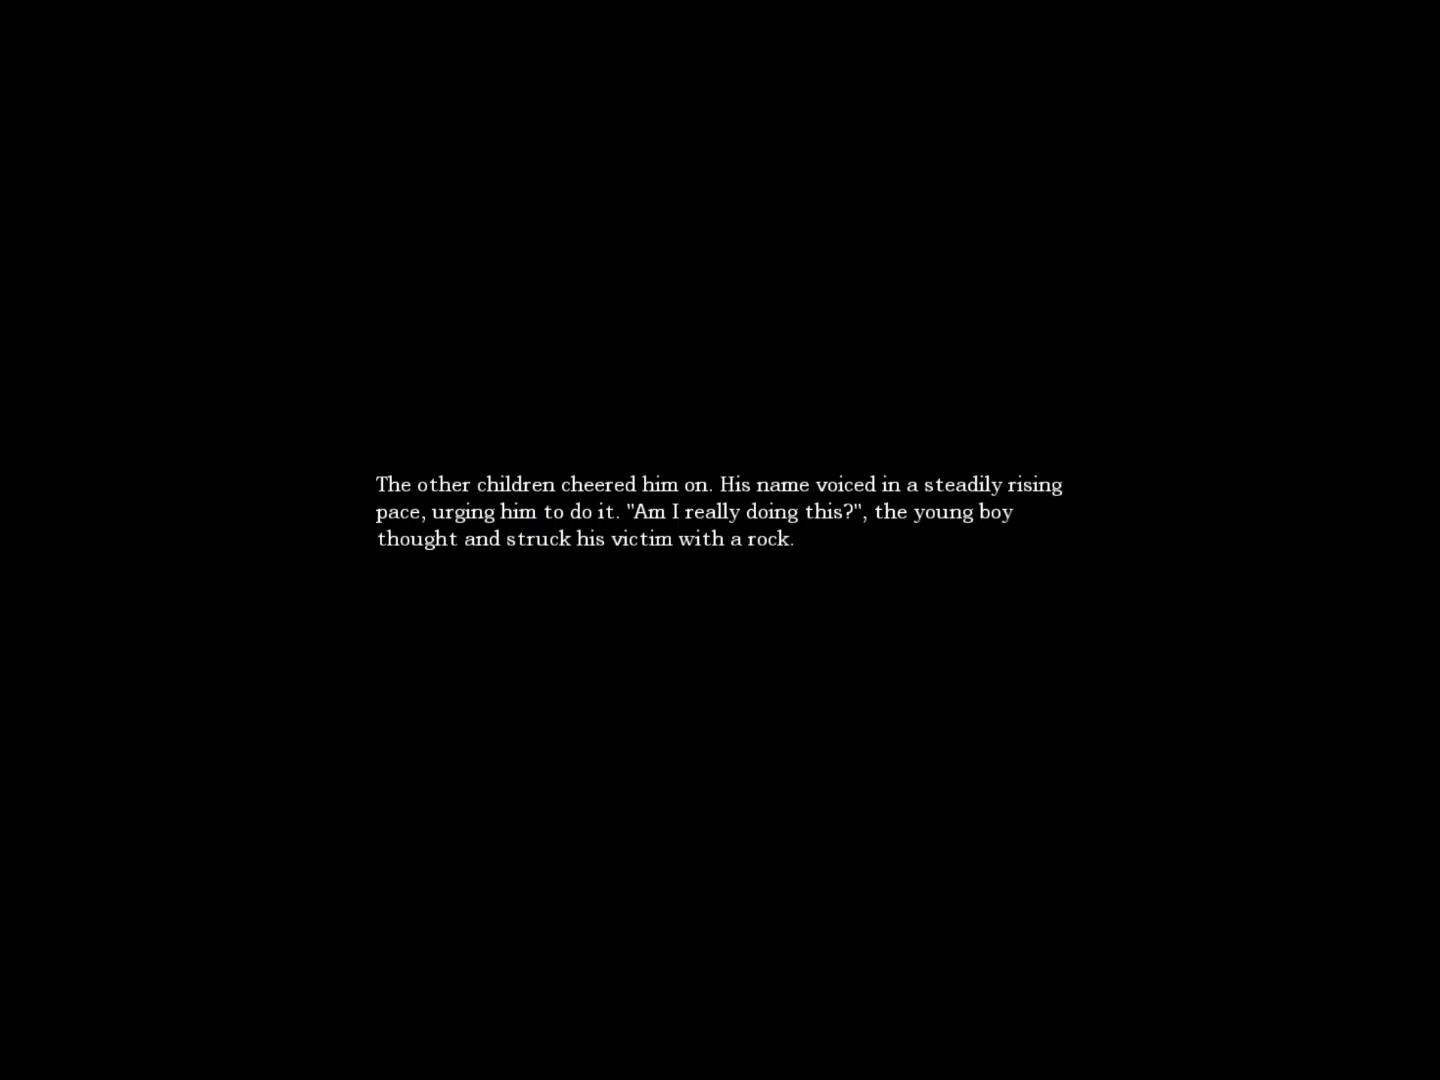 The other children cheered him on. His name voiced in a steadily rising
pace, urging him to do it. "Am I really doing this?", the young boy
thought and struck his victim with a rock.